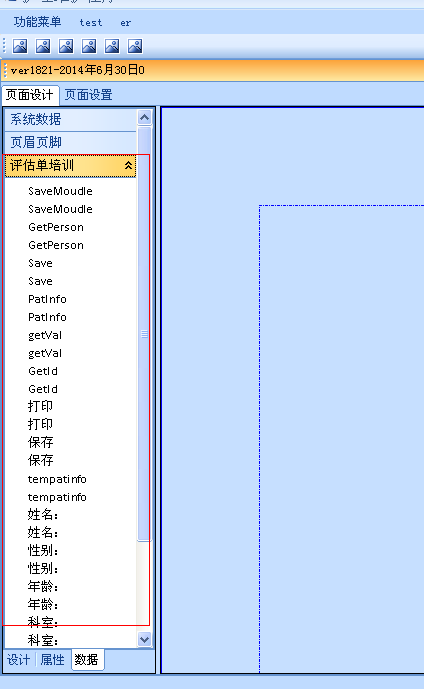 功能菜单 test er
ver1821-2014年6月30日0
页面设计 页面设置
系统数据
页眉页脚
评估单培训
SaveMoudle
SaveMoudle
GetPerson
GetPerson
Save
Save
PatInfo
PatInfo
getVal
getVal
GetId
GetId
打印
打印
保存
保存
tempatinfo
tempatinfo
姓名:
姓名:
性别:
性别:
年龄:
年龄:
科室:
科室:
设计 属性 数据